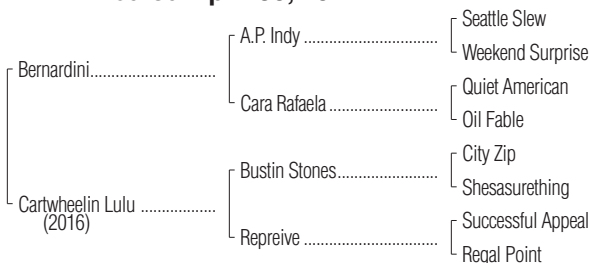 Seattle Slew
A.P. Indy
Weekend Surprise
Bernardini
Quiet American
Cara Rafaela
Oil Fable
City Zip
Bustin Stones
Shesasurething
Cartwheelin Lulu
(2016)
Successful Appeal
Repreive
Regal Point